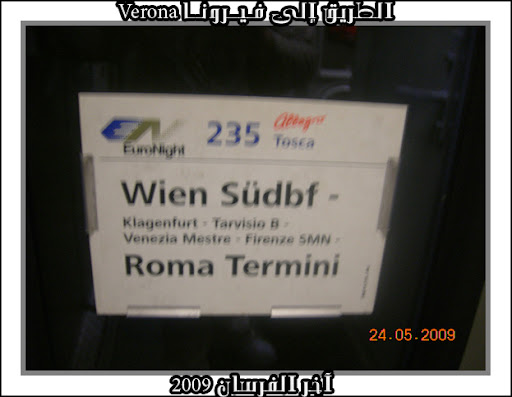 الطريق إلى فيرونا Verona
EN 235 Allegro
EuroNight Tosca
Wien Südbf -
Klagenfurt - Tarvisio B -
Venezia Mestre - Firenze SMN -
Roma Termini
24.05.2009
آخر الفرسان 2009